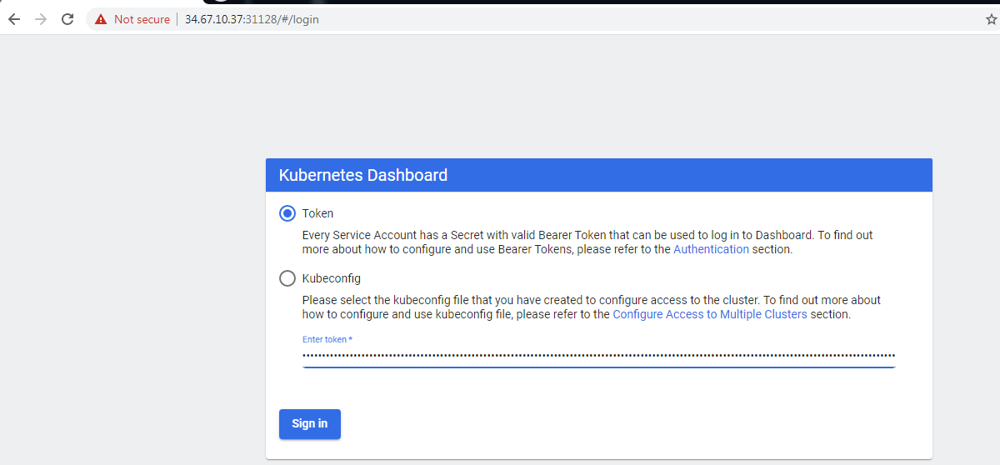 Not secure | 34.67.10.37:31128/#/login
Kubernetes Dashboard
Token
Every Service Account has a Secret with valid Bearer Token that can be used to log in to Dashboard. To find out
more about how to configure and use Bearer Tokens, please refer to the Authentication section.
Kubeconfig
Please select the kubeconfig file that you have created to configure access to the cluster. To find out more about
how to configure and use kubeconfig file, please refer to the Configure Access to Multiple Clusters section.
Enter token *
Sign in